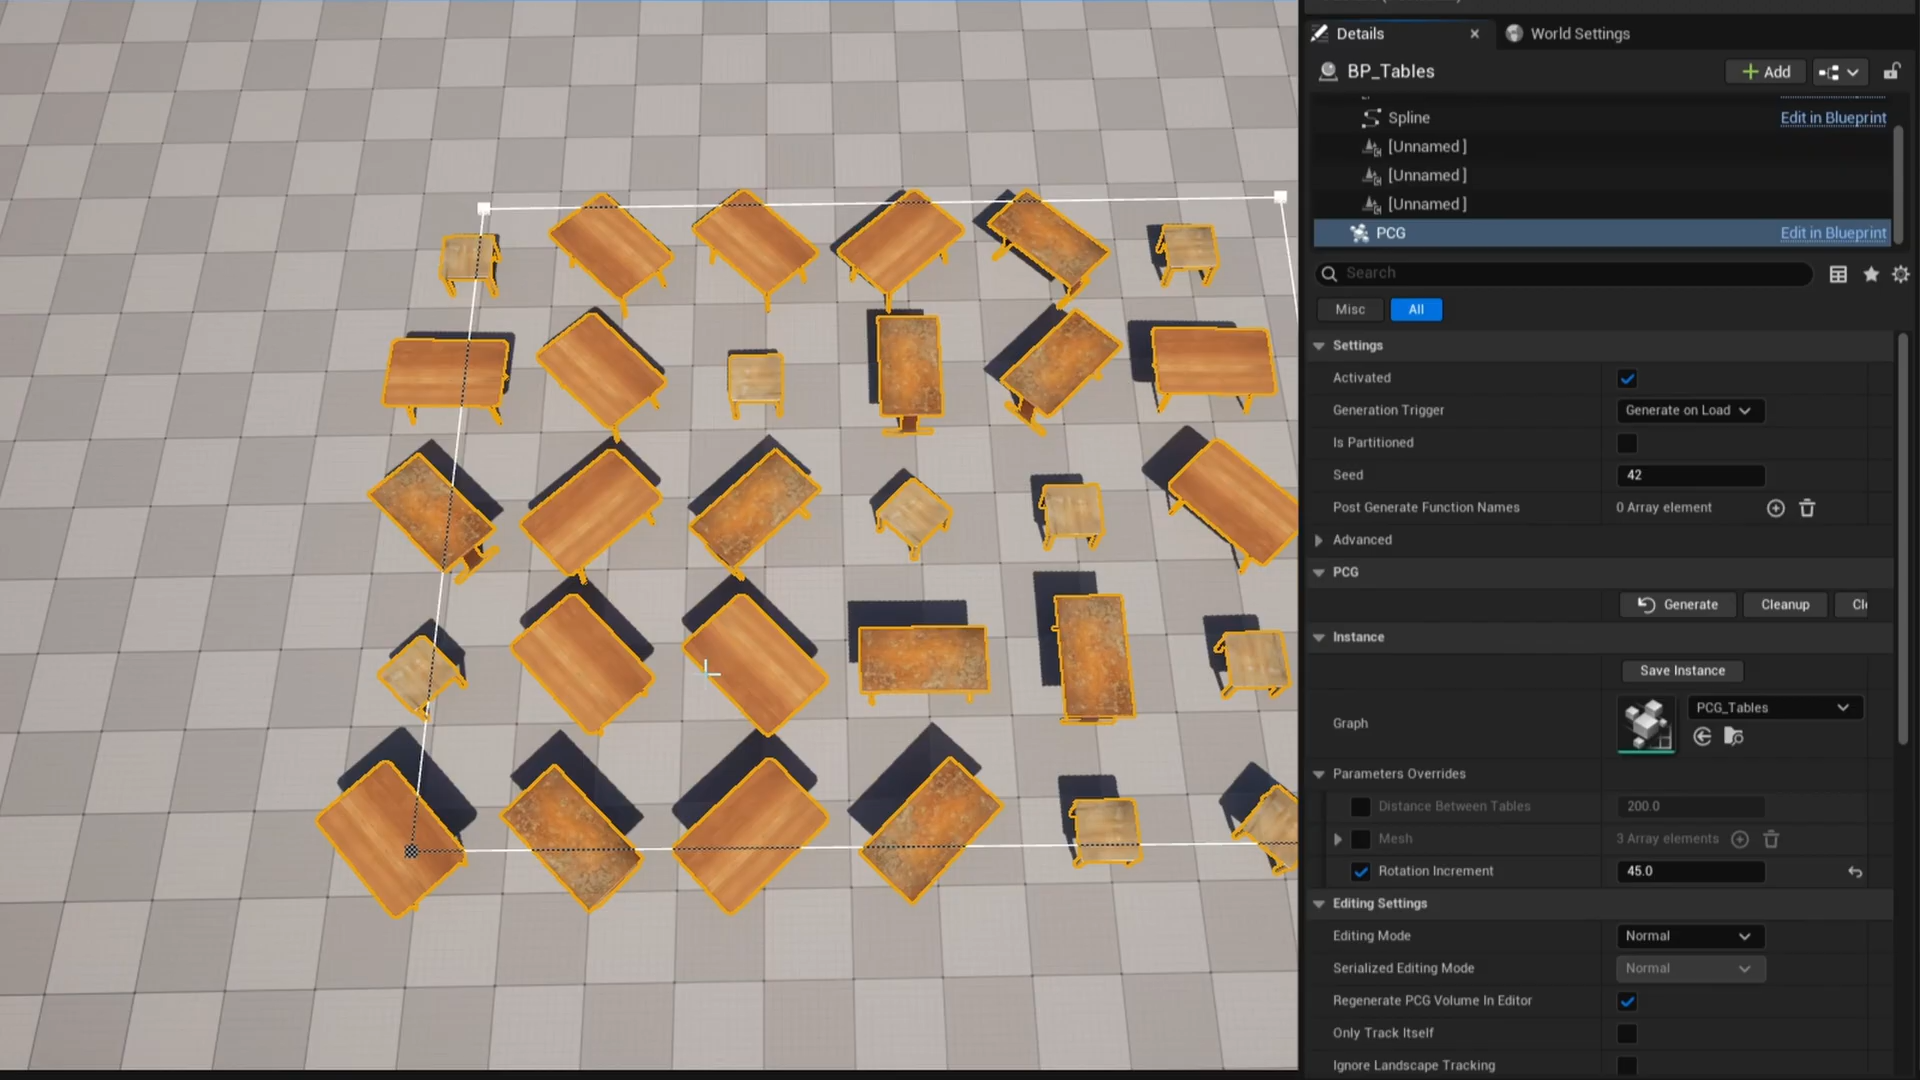 Details
World Settings
BP_Tables
Add
Spline
Edit in Blueprint
[Unnamed]
[Unnamed]
[Unnamed]
PCG
Edit in Blueprint
Search
Misc
All
Settings
Activated
Generation Trigger
Generate on Load
Is Partitioned
Seed
42
Post Generate Function Names
0 Array element
Advanced
PCG
Generate
Cleanup
Instance
Save Instance
Graph
PCG_Tables
Parameters Overrides
Distance Between Tables
200.0
Mesh
3 Array elements
Rotation Increment
45.0
Editing Settings
Editing Mode
Normal
Serialized Editing Mode
Normal
Regenerate PCG Volume In Editor
Only Track Itself
Ignore Landscape Tracking